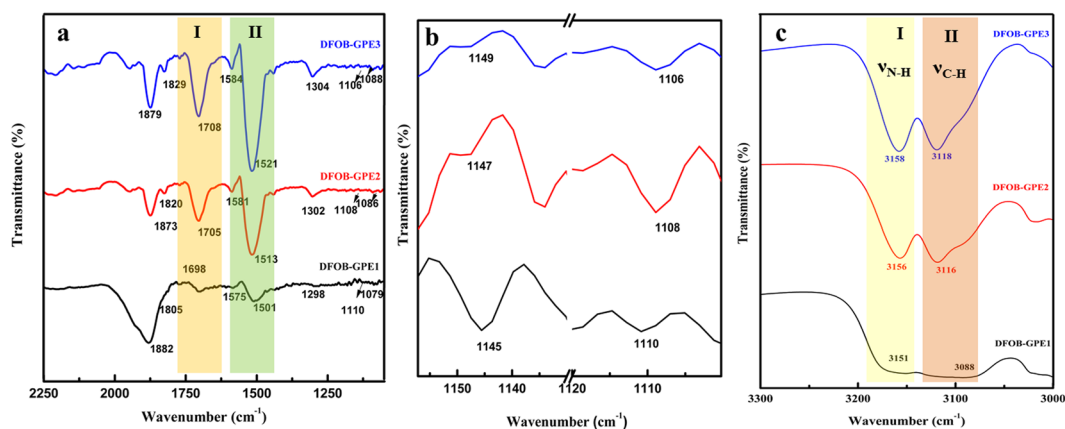 a
I
II
DFOB-GPE3
1879
1829
1708
1584
1521
1304
1106
1088
DFOB-GPE2
1873
1820
1705
1581
1513
1302
1108
1086
DFOB-GPE1
1882
1805
1698
1575
1501
1298
1110
1079
Transmittance (%)
2250
2000
1750
1500
1250
Wavenumber (cm⁻¹)
b
1149
1106
1147
1108
1145
1110
Transmittance (%)
1150
1140
1120
1110
Wavenumber (cm⁻¹)
c
I
II
νN-H
νC-H
DFOB-GPE3
3158
3118
DFOB-GPE2
3156
3116
DFOB-GPE1
3151
3088
Transmittance (%)
3300
3200
3100
3000
Wavenumber (cm⁻¹)